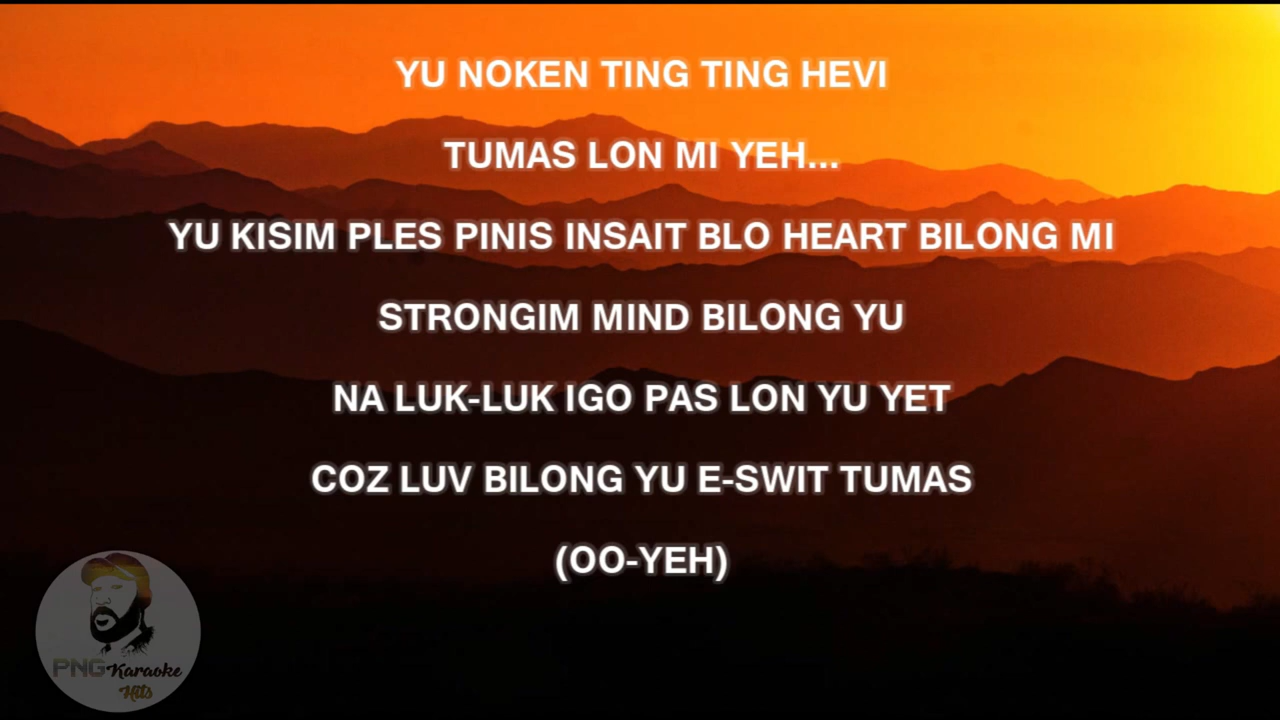 YU NOKEN TING TING HEVI
TUMAS LON MI YEH...
YU KISIM PLES PINIS INSAIT BLO HEART BILONG MI
STRONGIM MIND BILONG YU
NA LUK-LUK IGO PAS LON YU YET
COZ LUV BILONG YU E-SWIT TUMAS
(OO-YEH)
PNG Karaoke
Hits